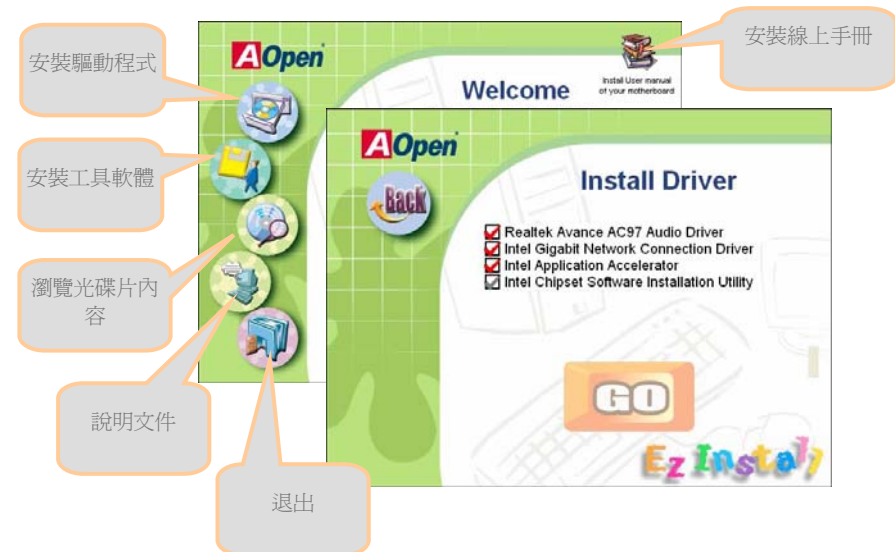 安裝驅動程式
安裝線上手冊
AOpen
Welcome
Install User manual
of your motherboard
安裝工具軟體
瀏覽光碟片內
容
說明文件
退出
AOpen
Back
Install Driver
Realtek Avance AC97 Audio Driver
Intel Gigabit Network Connection Driver
Intel Application Accelerator
Intel Chipset Software Installation Utility
GO
Ez Install